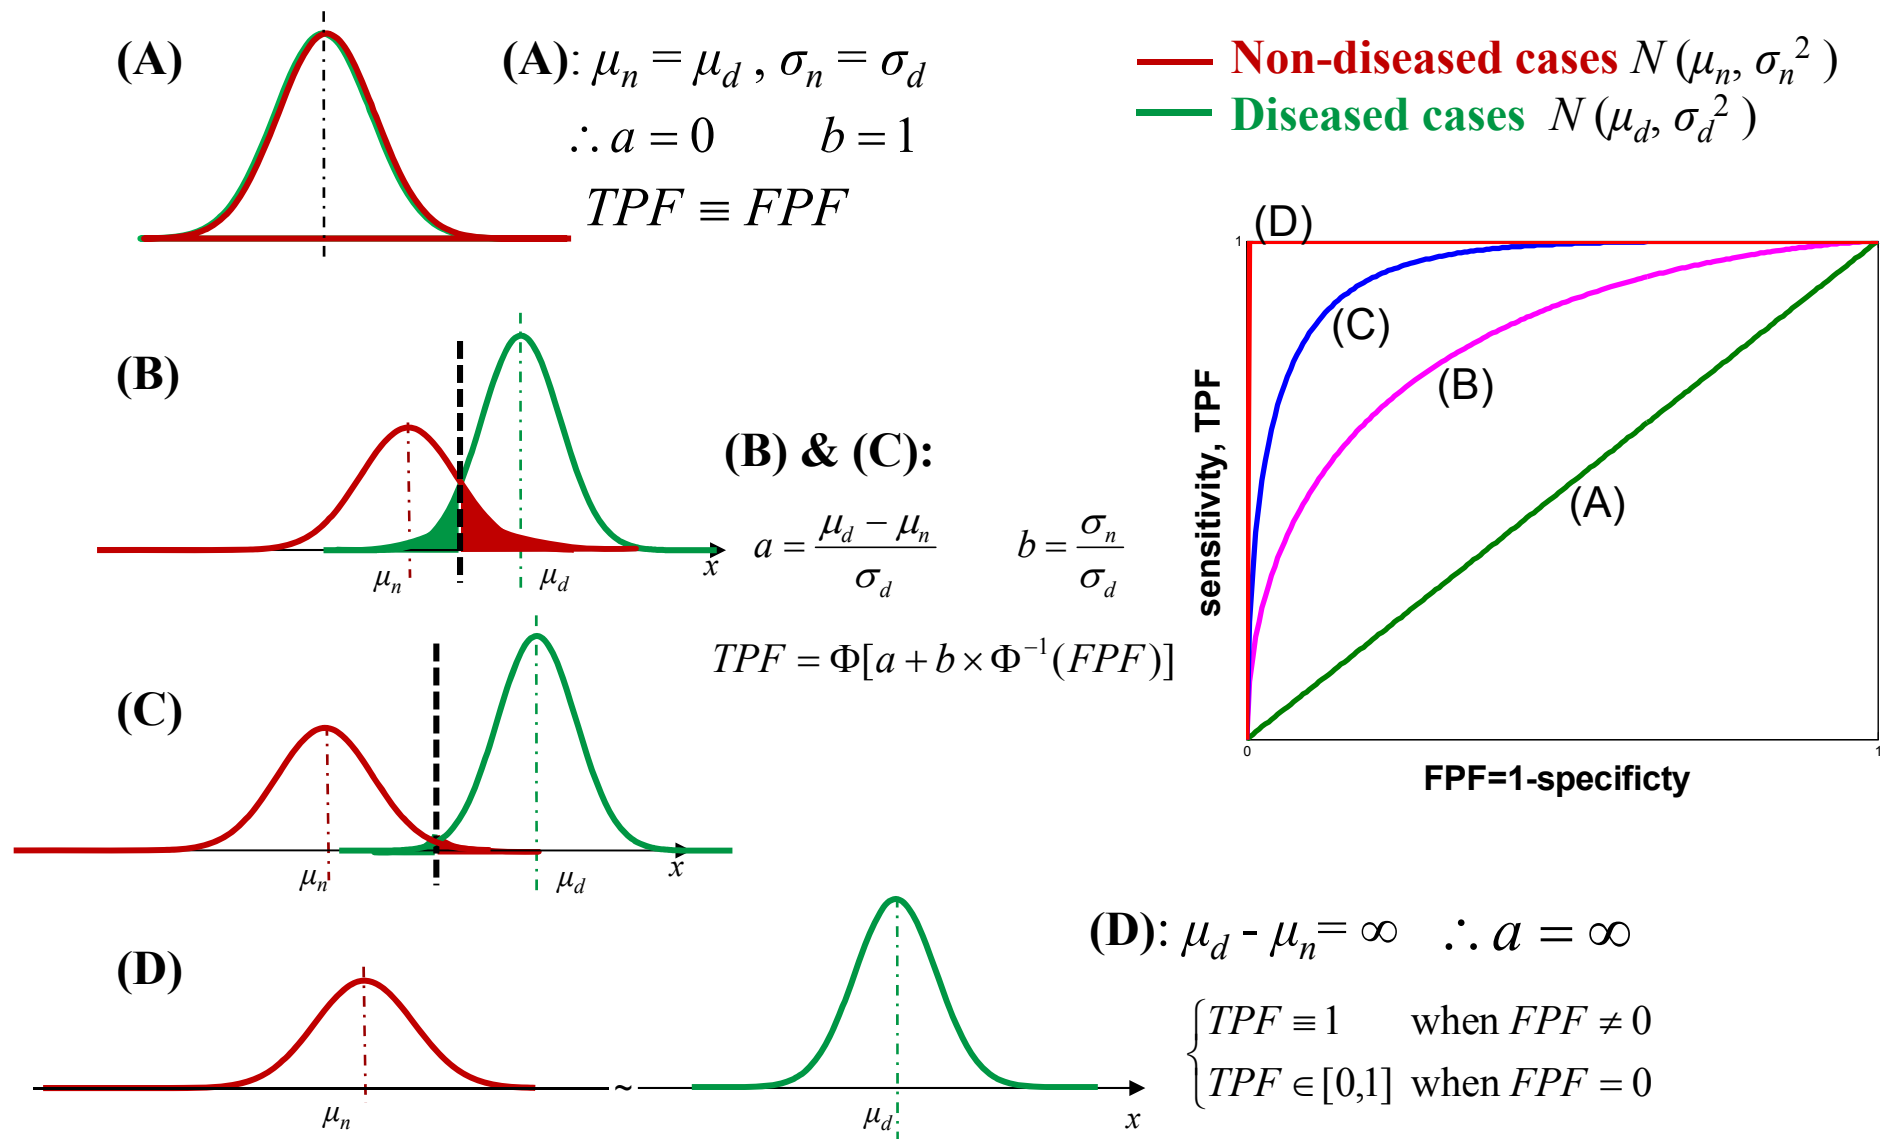 (A)
(A): μn = μd , σn = σd
∴ a = 0 b = 1
TPF ≡ FPF
Non-diseased cases N (μn, σn² )
Diseased cases N (μd, σd² )
(B)
μn
μd
x
(B) & (C):
a = (μd − μn) / σd b = σn / σd
TPF = Φ[a + b × Φ⁻¹(FPF)]
(C)
μn
μd
x
(D)
μn
~
μd
x
(D): μd - μn= ∞ ∴ a = ∞
TPF ≡ 1 when FPF ≠ 0
TPF ∈ [0,1] when FPF = 0
sensitivity, TPF
1
(D)
(C)
(B)
(A)
0
1
FPF=1-specificty